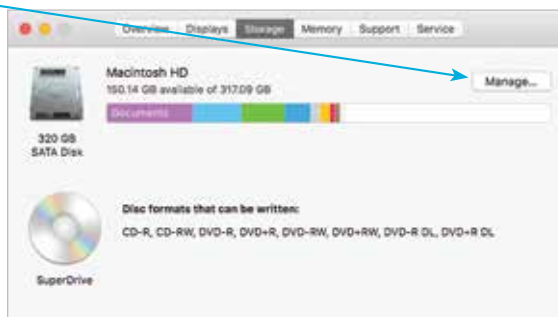 Overview Displays Storage Memory Support Service
Macintosh HD
150.14 GB available of 317.09 GB
Manage...
Documents
320 GB
SATA Disk
Disc formats that can be written:
CD-R, CD-RW, DVD-R, DVD+R, DVD-RW, DVD+RW, DVD-R DL, DVD+R DL
SuperDrive